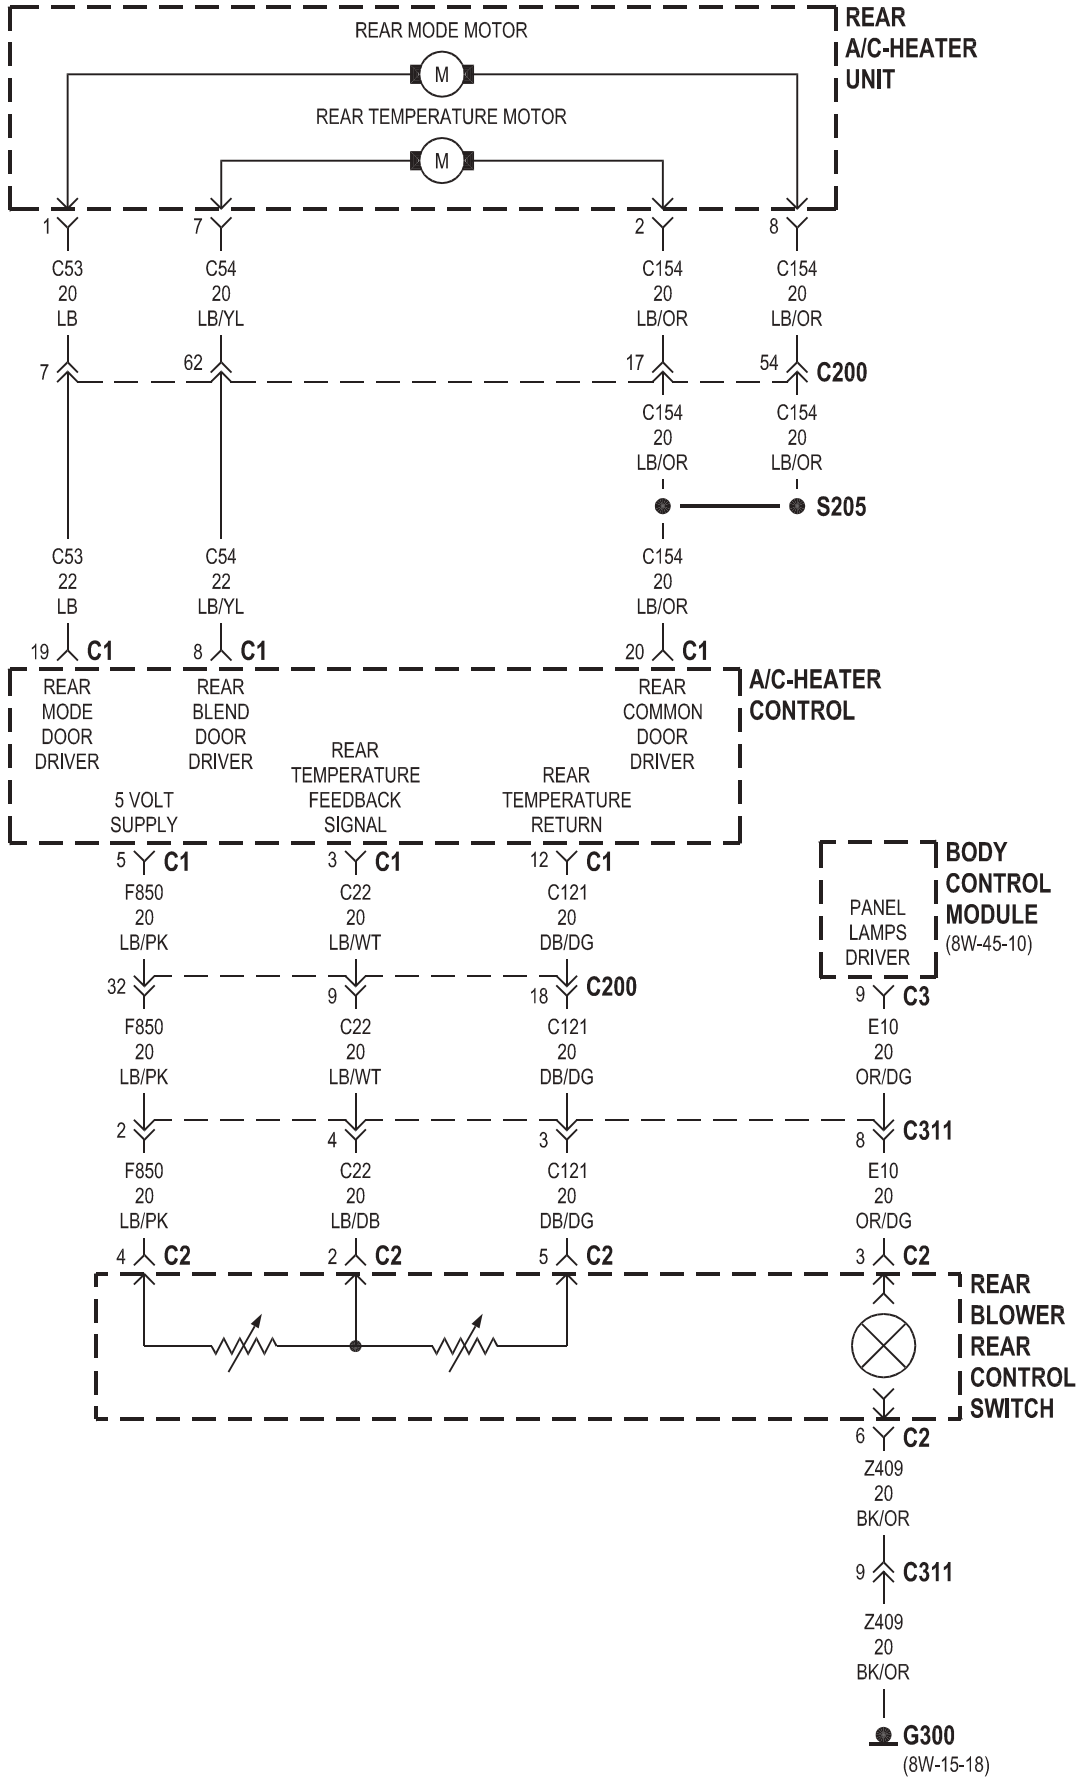 REAR MODE MOTOR
REAR
A/C-HEATER
UNIT
M
REAR TEMPERATURE MOTOR
M
1
7
2
8
C53
20
LB
C54
20
LB/YL
C154
20
LB/OR
C154
20
LB/OR
7
62
17
54
C200
C154
20
LB/OR
C154
20
LB/OR
S205
C53
22
LB
C54
22
LB/YL
C154
20
LB/OR
19 C1
8 C1
20 C1
A/C-HEATER
CONTROL
REAR
MODE
DOOR
DRIVER
REAR
BLEND
DOOR
DRIVER
REAR
COMMON
DOOR
DRIVER
5 VOLT
SUPPLY
REAR
TEMPERATURE
FEEDBACK
SIGNAL
REAR
TEMPERATURE
RETURN
5 C1
3 C1
12 C1
BODY
CONTROL
MODULE
(8W-45-10)
PANEL
LAMPS
DRIVER
F850
20
LB/PK
C22
20
LB/WT
C121
20
DB/DG
32
9
18
C200
9 C3
F850
20
LB/PK
C22
20
LB/WT
C121
20
DB/DG
E10
20
OR/DG
2
4
3
8
C311
F850
20
LB/PK
C22
20
LB/DB
C121
20
DB/DG
E10
20
OR/DG
4 C2
2 C2
5 C2
3 C2
REAR
BLOWER
REAR
CONTROL
SWITCH
6 C2
Z409
20
BK/OR
9 C311
Z409
20
BK/OR
G300
(8W-15-18)